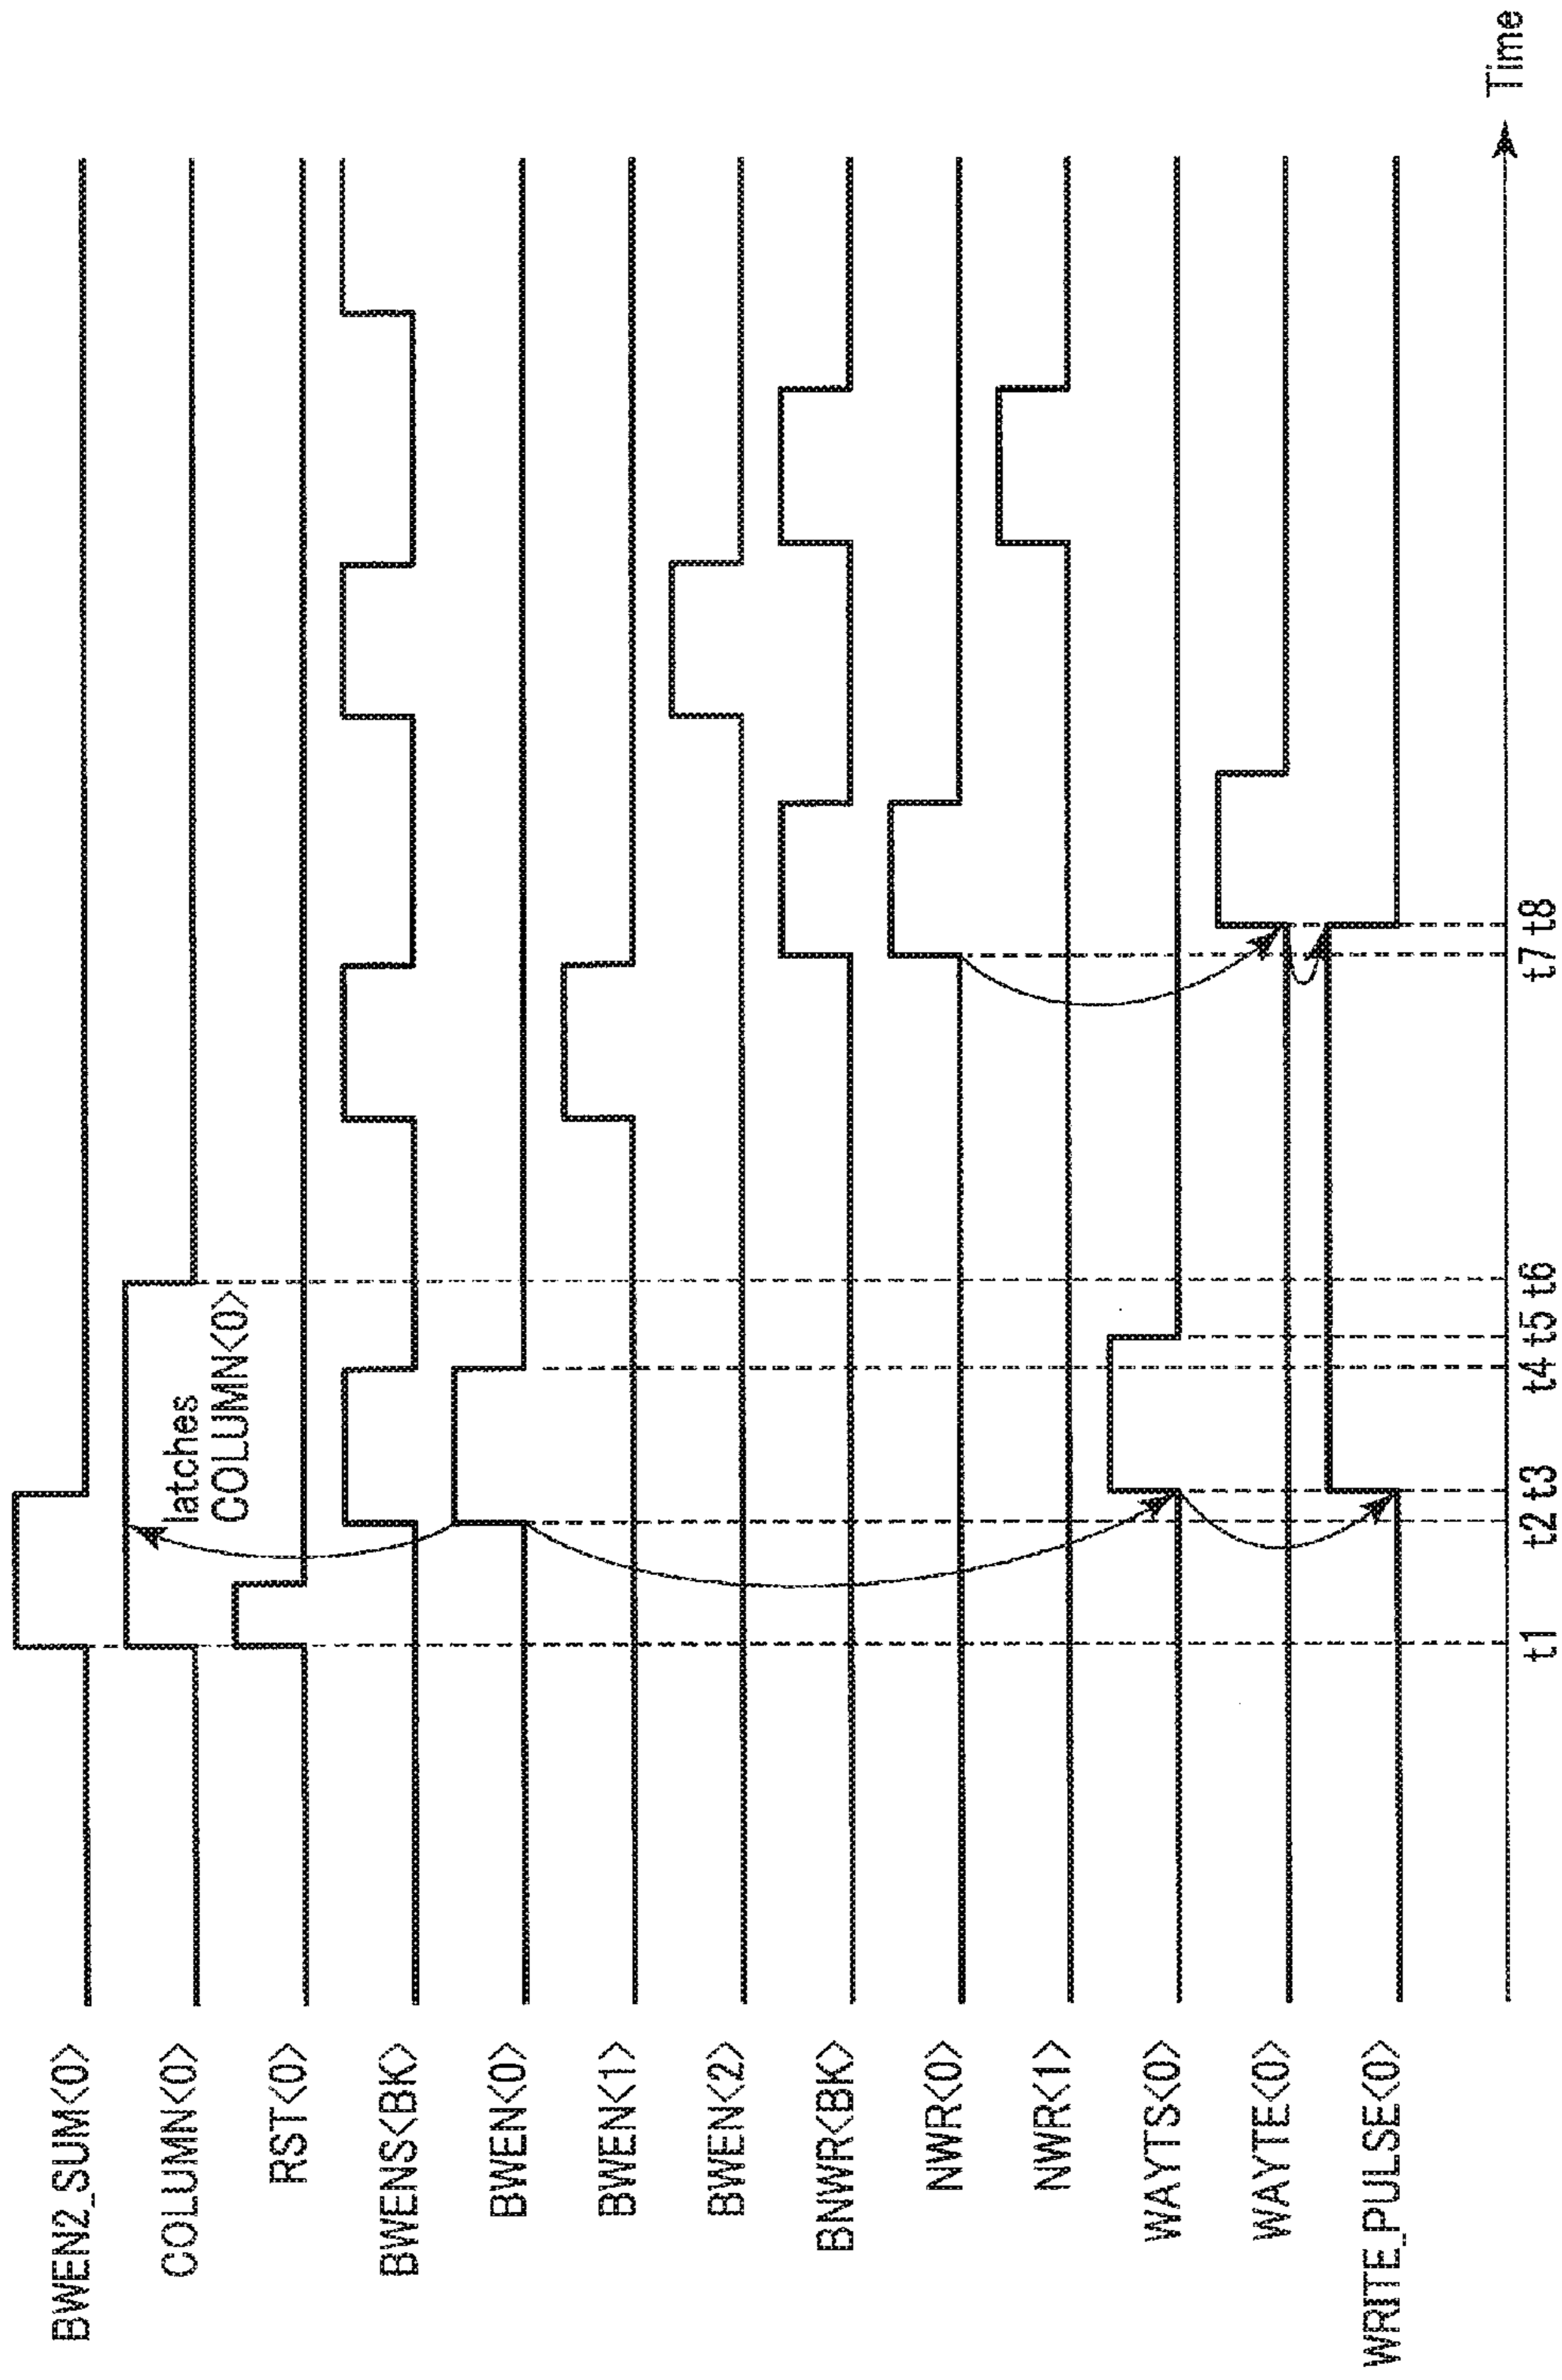 BWEN2_SUM<0>
COLUMN<0>
RST<0>
BWENS<BK>
BWEN<0>
BWEN<1>
BWEN<2>
BNWR<BK>
NWR<0>
NWR<1>
WAYTS<0>
WAYTE<0>
WRITE_PULSE<0>
latches
COLUMN<0>
t1 t2 t3 t4 t5 t6 t7 t8
Time